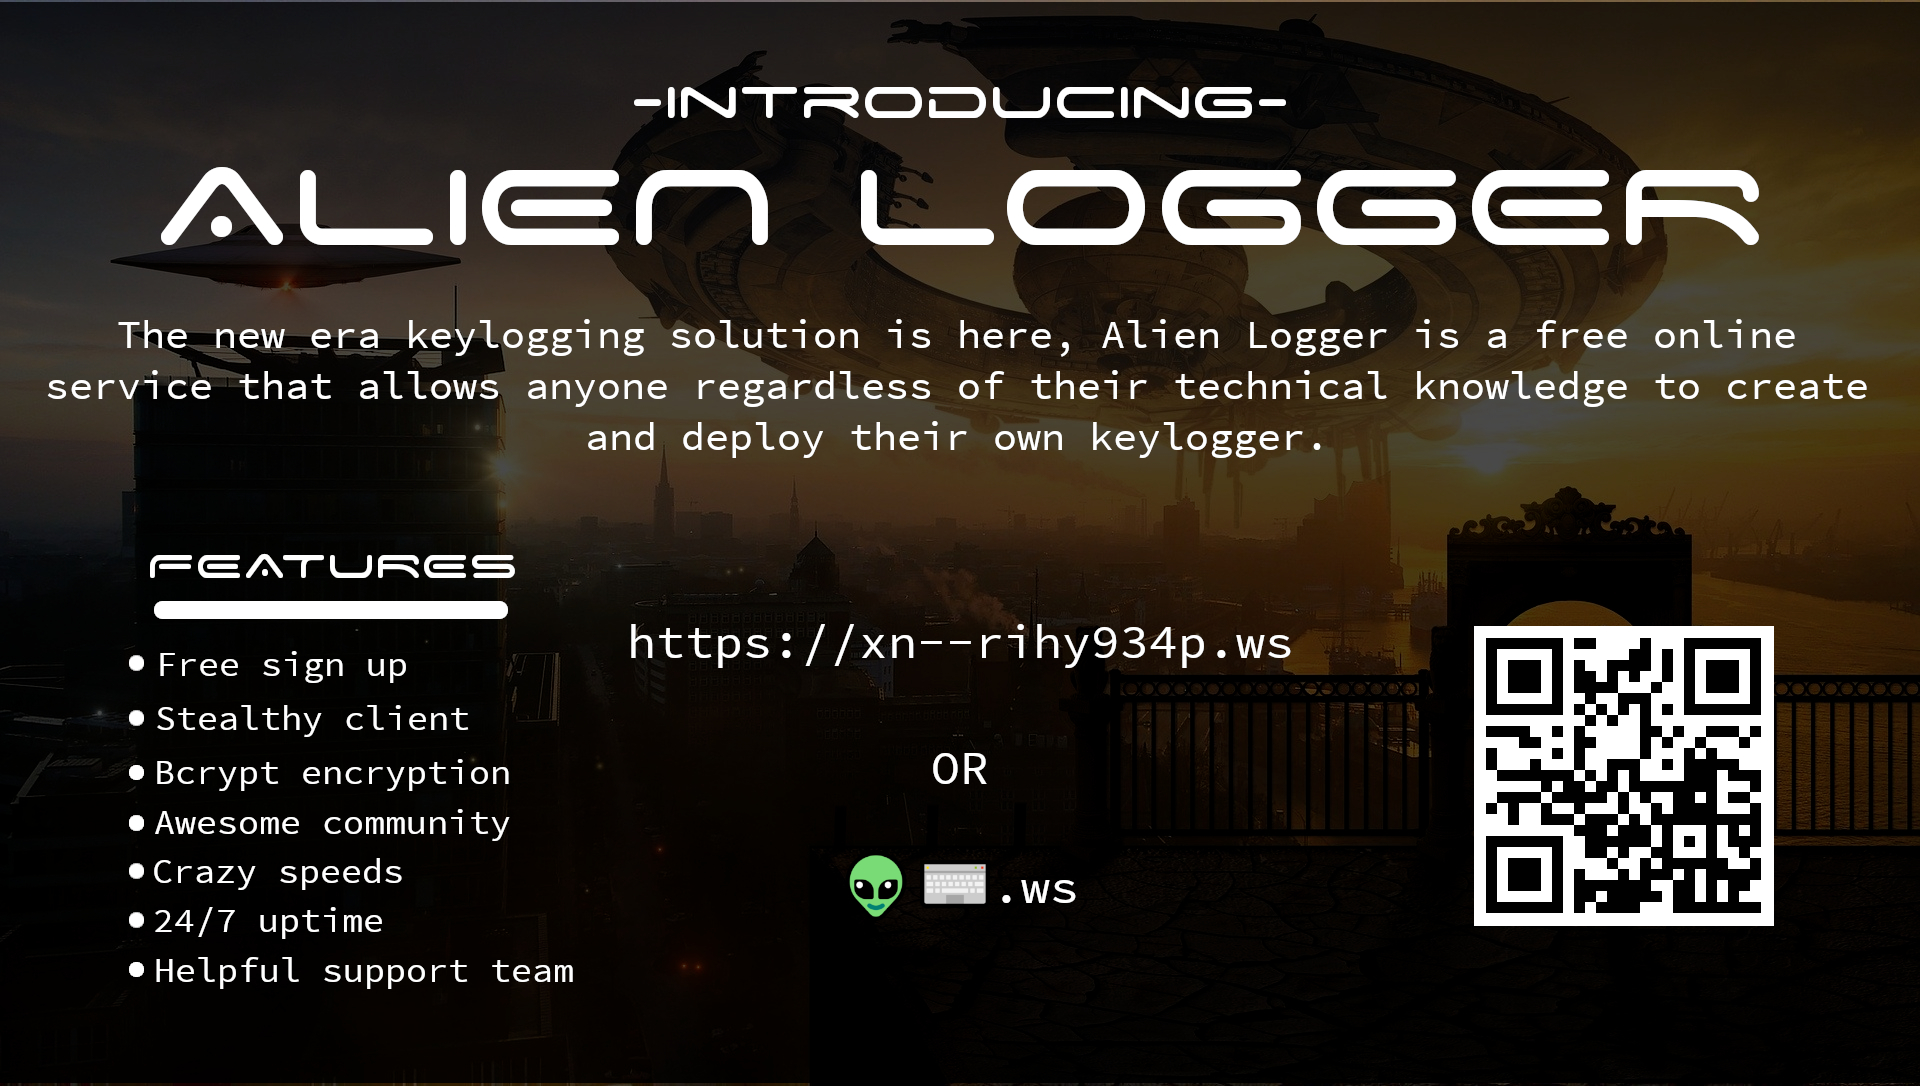 -INTRODUCING-
ALIEN LOGGER
The new era keylogging solution is here, Alien Logger is a free online
service that allows anyone regardless of their technical knowledge to create
and deploy their own keylogger.
FEATURES
• Free sign up
• Stealthy client
• Bcrypt encryption
• Awesome community
• Crazy speeds
• 24/7 uptime
• Helpful support team
https://xn--rihy934p.ws
OR
👽⌨️.ws